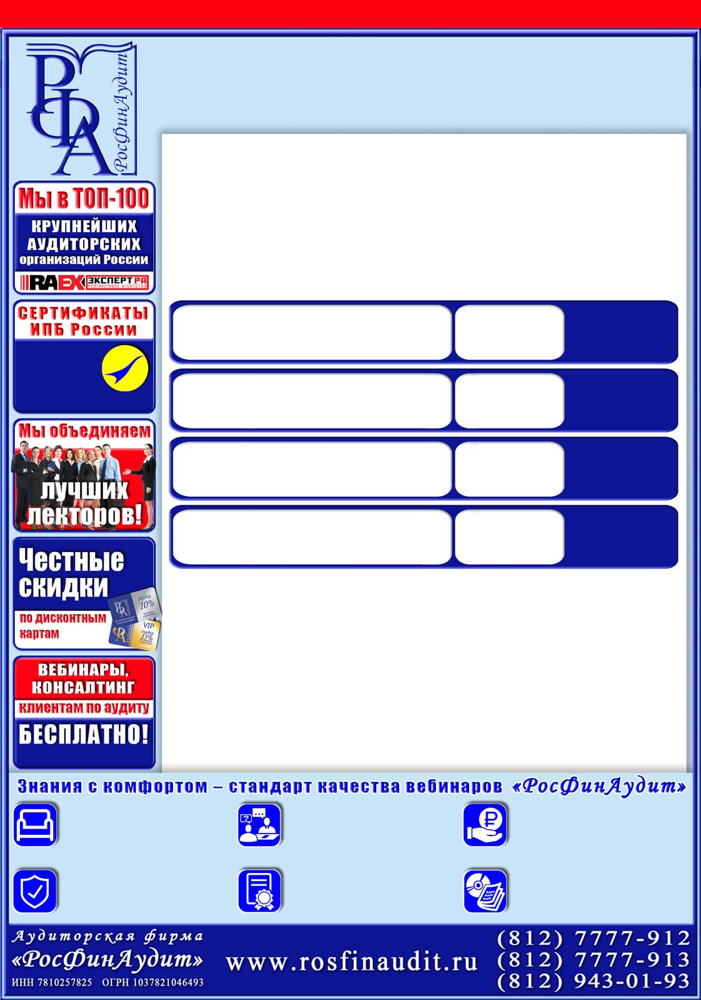 РФА
РосФинАудит
Мы в ТОП-100
КРУПНЕЙШИХ
АУДИТОРСКИХ
организаций России
RAEX ЭКСПЕРТ РА
РЕЙТИНГОВОЕ АГЕНТСТВО
СЕРТИФИКАТЫ
ИПБ России
Мы объединяем
лучших
лекторов!
Честные
скидки
скидка
10%
по дисконтным
картам
VIP
скидка
15%
ВЕБИНАРЫ,
КОНСАЛТИНГ
клиентам по аудиту
БЕСПЛАТНО!
Знания с комфортом – стандарт качества вебинаров «РосФинАудит»
Аудиторская фирма
«РосФинАудит»
ИНН 7810257825 ОГРН 1037821046493
www.rosfinaudit.ru
(812) 7777-912
(812) 7777-913
(812) 943-01-93